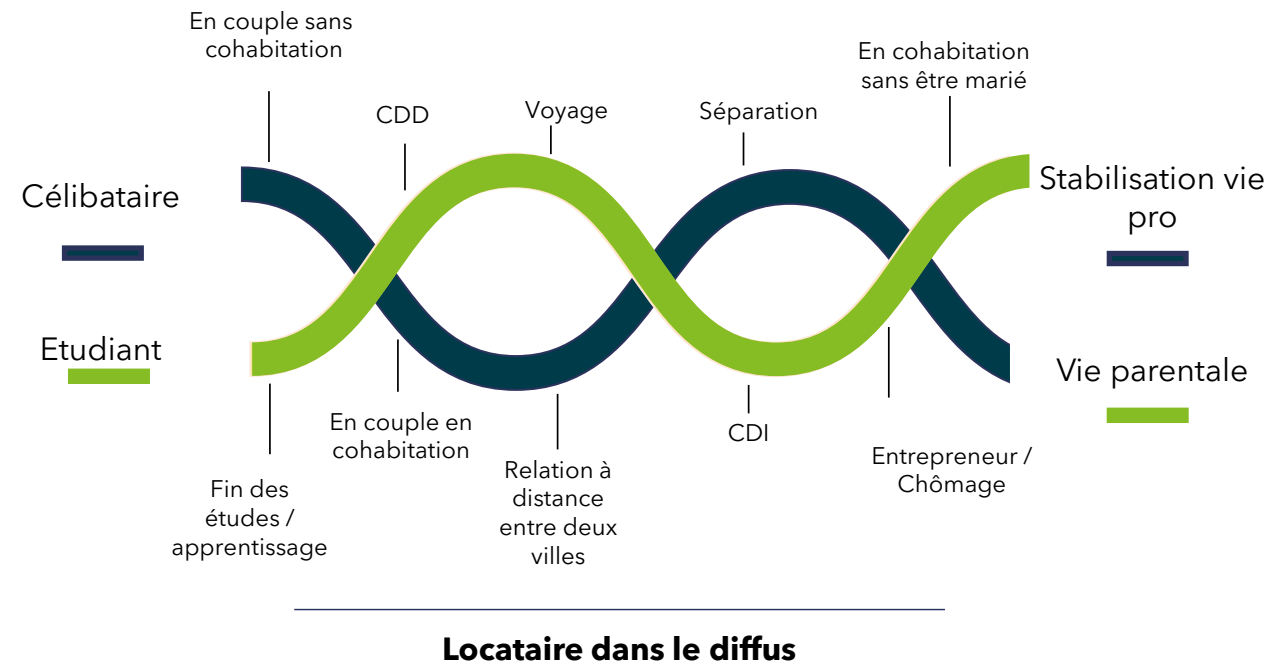 En couple sans
cohabitation
En cohabitation
sans être marié
CDD
Voyage
Séparation
Célibataire
Stabilisation vie
pro
Etudiant
Vie parentale
En couple en
cohabitation
CDI
Entrepreneur /
Chômage
Relation à
distance
entre deux
villes
Fin des
études /
apprentissage
Locataire dans le diffus